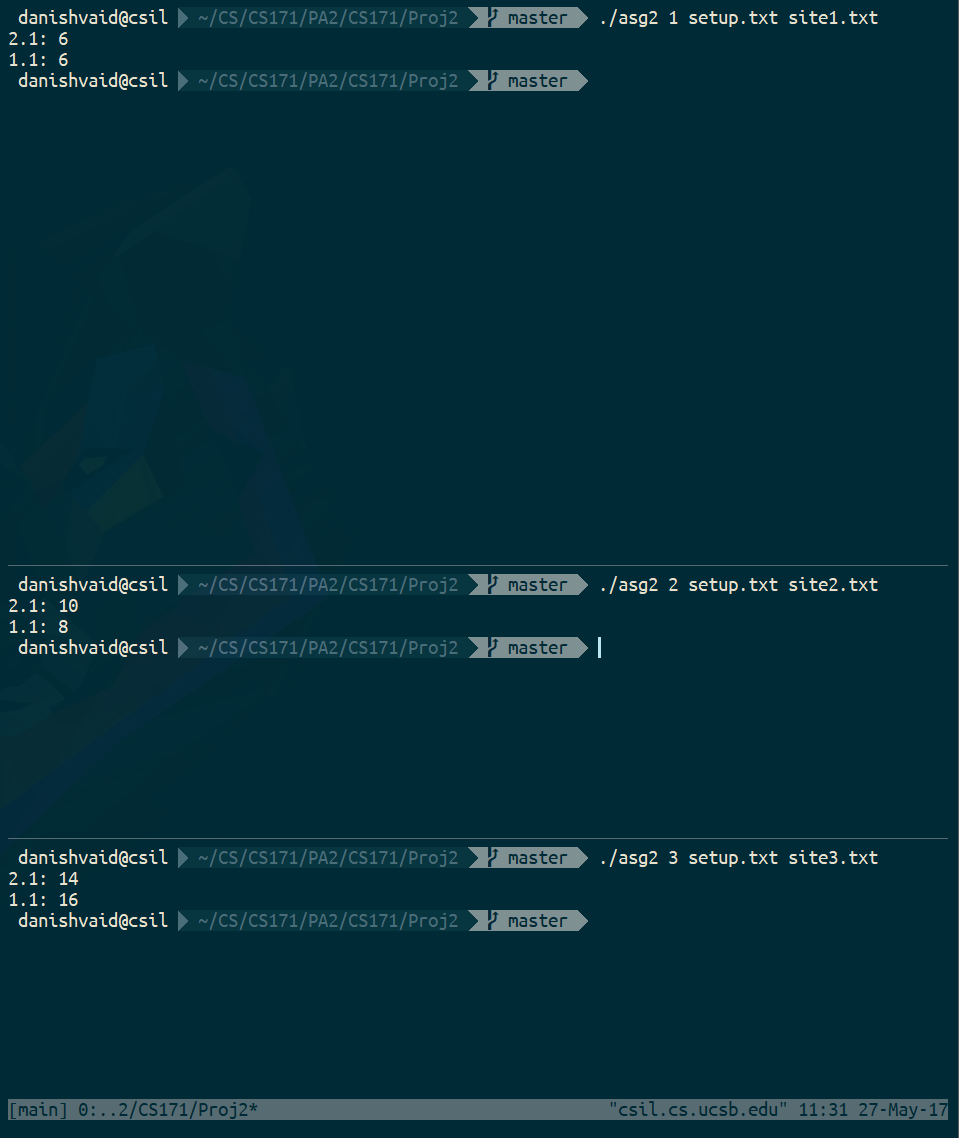 danishvaid@csil ~/CS/CS171/PA2/CS171/Proj2 master ./asg2 1 setup.txt site1.txt
2.1: 6
1.1: 6
danishvaid@csil ~/CS/CS171/PA2/CS171/Proj2 master
danishvaid@csil ~/CS/CS171/PA2/CS171/Proj2 master ./asg2 2 setup.txt site2.txt
2.1: 10
1.1: 8
danishvaid@csil ~/CS/CS171/PA2/CS171/Proj2 master
danishvaid@csil ~/CS/CS171/PA2/CS171/Proj2 master ./asg2 3 setup.txt site3.txt
2.1: 14
1.1: 16
danishvaid@csil ~/CS/CS171/PA2/CS171/Proj2 master
[main] 0:..2/CS171/Proj2* "csil.cs.ucsb.edu" 11:31 27-May-17